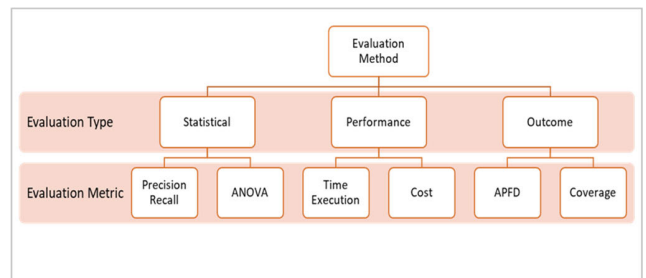 Evaluation
Method
Evaluation Type
Statistical
Performance
Outcome
Evaluation Metric
Precision
Recall
ANOVA
Time
Execution
Cost
APFD
Coverage